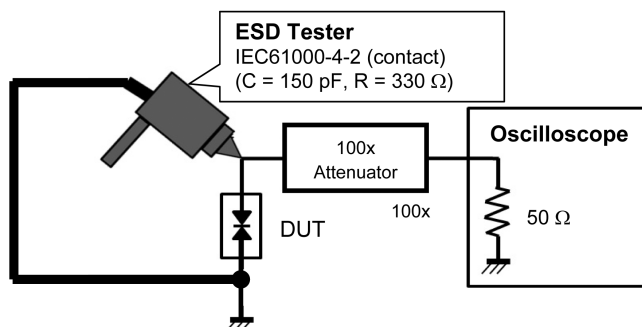 ESD Tester
IEC61000-4-2 (contact)
(C = 150 pF, R = 330 Ω)
Oscilloscope
100x
Attenuator
100x
50 Ω
DUT